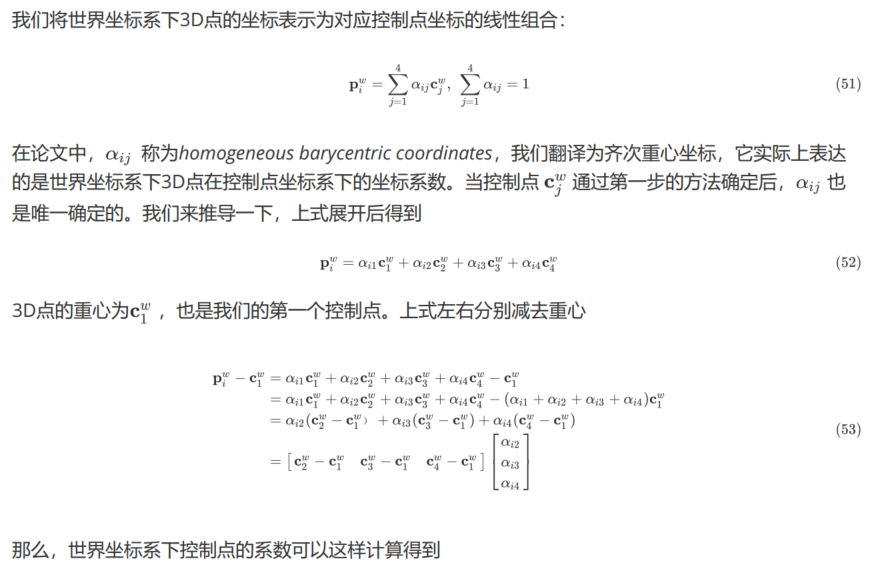 我们将世界坐标系下3D点的坐标表示为对应控制点坐标的线性组合：
$$\mathbf{p}_i^w = \sum_{j=1}^{4} \alpha_{ij} \mathbf{c}_j^w, \ \sum_{j=1}^{4} \alpha_{ij} = 1 \quad (51)$$
在论文中，$\alpha_{ij}$ 称为homogeneous barycentric coordinates，我们翻译为齐次重心坐标，它实际上表达
的是世界坐标系下3D点在控制点坐标系下的坐标系数。当控制点 $\mathbf{c}_j^w$ 通过第一步的方法确定后，$\alpha_{ij}$ 也
是唯一确定的。我们来推导一下，上式展开后得到
$$\mathbf{p}_i^w = \alpha_{i1}\mathbf{c}_1^w + \alpha_{i2}\mathbf{c}_2^w + \alpha_{i3}\mathbf{c}_3^w + \alpha_{i4}\mathbf{c}_4^w \quad (52)$$
3D点的重心为$\mathbf{c}_1^w$ ，也是我们的第一个控制点。上式左右分别减去重心
$$\mathbf{p}_i^w - \mathbf{c}_1^w = \alpha_{i1}\mathbf{c}_1^w + \alpha_{i2}\mathbf{c}_2^w + \alpha_{i3}\mathbf{c}_3^w + \alpha_{i4}\mathbf{c}_4^w - \mathbf{c}_1^w$$
$$= \alpha_{i1}\mathbf{c}_1^w + \alpha_{i2}\mathbf{c}_2^w + \alpha_{i3}\mathbf{c}_3^w + \alpha_{i4}\mathbf{c}_4^w - (\alpha_{i1} + \alpha_{i2} + \alpha_{i3} + \alpha_{i4})\mathbf{c}_1^w$$
$$= \alpha_{i2}(\mathbf{c}_2^w - \mathbf{c}_1^w） + \alpha_{i3}(\mathbf{c}_3^w - \mathbf{c}_1^w) + \alpha_{i4}(\mathbf{c}_4^w - \mathbf{c}_1^w) \quad (53)$$
$$= \begin{bmatrix} \mathbf{c}_2^w - \mathbf{c}_1^w & \mathbf{c}_3^w - \mathbf{c}_1^w & \mathbf{c}_4^w - \mathbf{c}_1^w \end{bmatrix} \begin{bmatrix} \alpha_{i2} \\ \alpha_{i3} \\ \alpha_{i4} \end{bmatrix}$$
那么，世界坐标系下控制点的系数可以这样计算得到